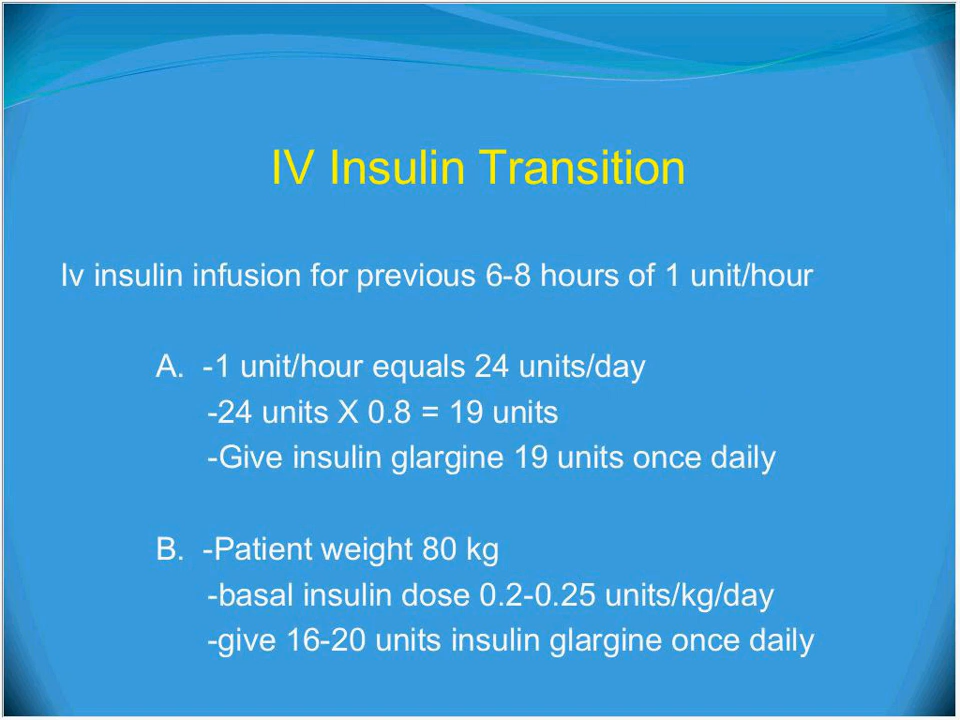 IV Insulin Transition
Iv insulin infusion for previous 6-8 hours of 1 unit/hour
A. -1 unit/hour equals 24 units/day
-24 units X 0.8 = 19 units
-Give insulin glargine 19 units once daily
B. -Patient weight 80 kg
-basal insulin dose 0.2-0.25 units/kg/day
-give 16-20 units insulin glargine once daily